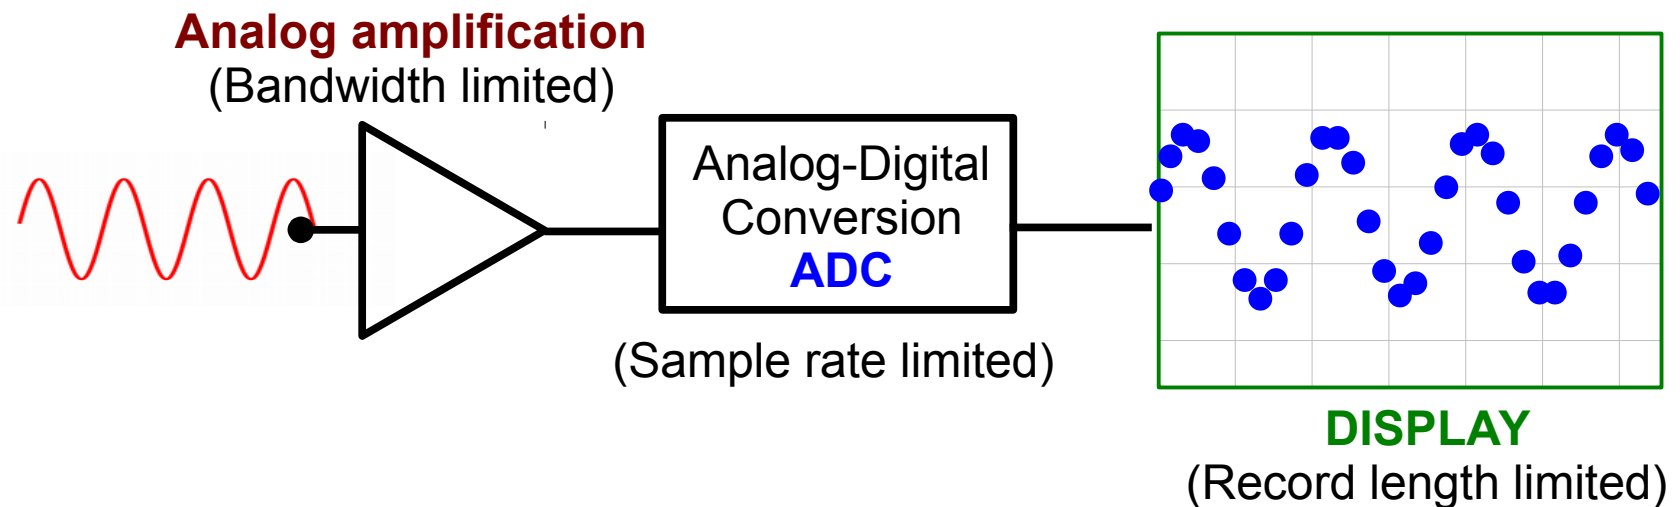 Analog amplification
(Bandwidth limited)
Analog-Digital
Conversion
ADC
(Sample rate limited)
DISPLAY
(Record length limited)